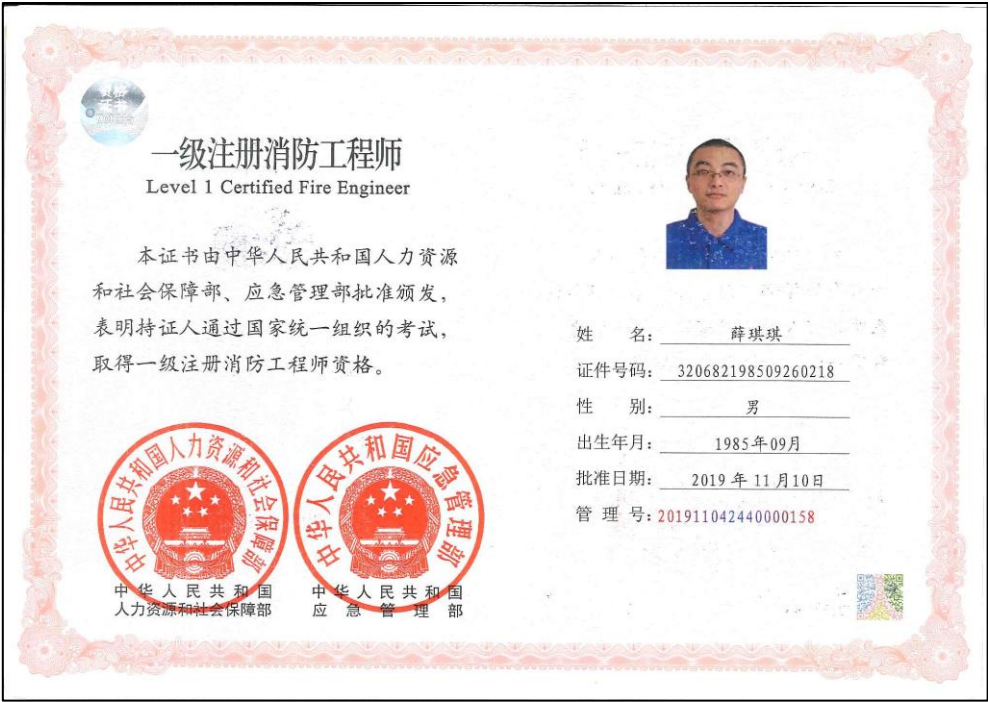 一级注册消防工程师
Level 1 Certified Fire Engineer
本证书由中华人民共和国人力资源
和社会保障部、应急管理部批准颁发，
表明持证人通过国家统一组织的考试，
取得一级注册消防工程师资格。
中华人民共和国人力资源和社会保障部
中华人民共和国应急管理部
中华人民共和国
人力资源和社会保障部
中华人民共和国
应急管理部
姓 名： 薛琪琪
证件号码： 320682198509260218
性 别： 男
出生年月： 1985年09月
批准日期： 2019年11月10日
管 理 号: 201911042440000158